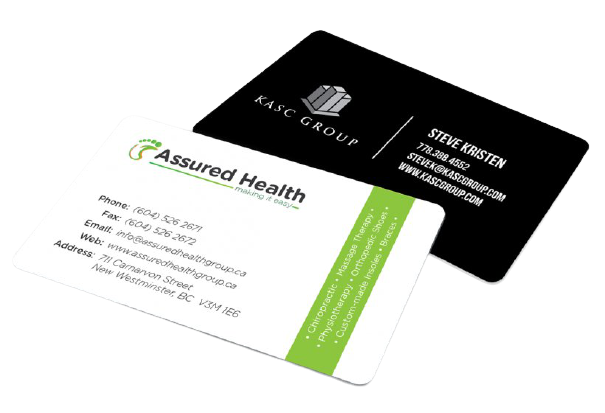 Assured Health
making it easy
Phone: (604) 526 2671
Fax: (604) 526 2672
Email: info@assuredhealthgroup.ca
Web: www.assuredhealthgroup.ca
Address: 711 Carnarvon Street
New Westminster, BC V3M 1E6
• Chiropractic • Massage Therapy •
• Physiotherapy • Orthopedic Shoes •
• Custom-made Insoles • Braces •
KASC GROUP
STEVE KRISTEN
778.388.4552
STEVEK@KASCGROUP.COM
WWW.KASCGROUP.COM